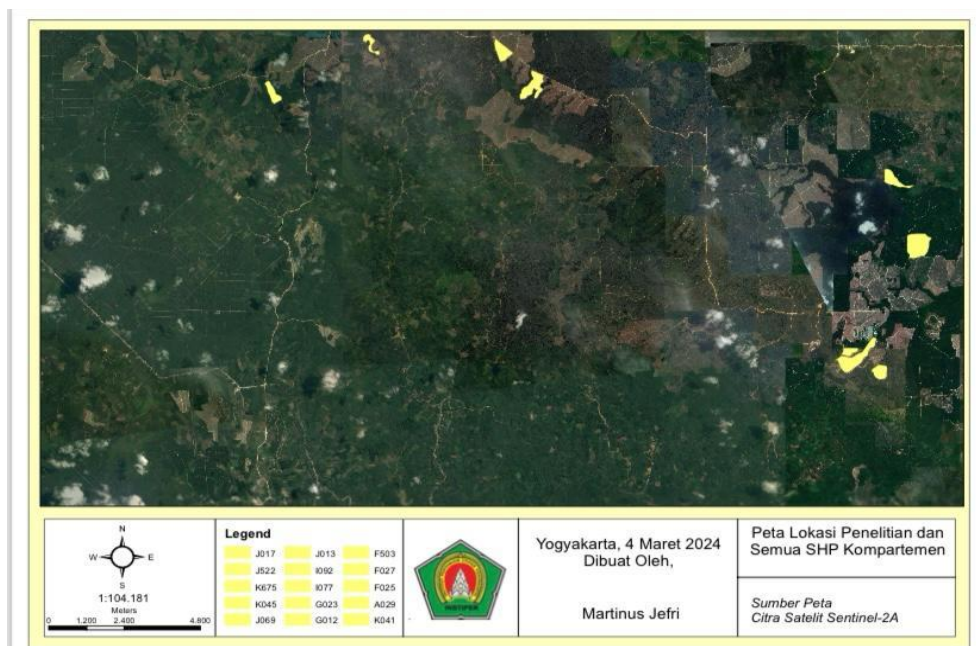 N
W E
S
1:104.181
Meters
0 1.200 2.400 4.800
Legend
J017 J013 F503
J522 I092 F027
K675 I077 F025
K045 G023 A029
J069 G012 K041
INSTIPER
Yogyakarta, 4 Maret 2024
Dibuat Oleh,
Martinus Jefri
Peta Lokasi Penelitian dan
Semua SHP Kompartemen
Sumber Peta
Citra Satelit Sentinel-2A